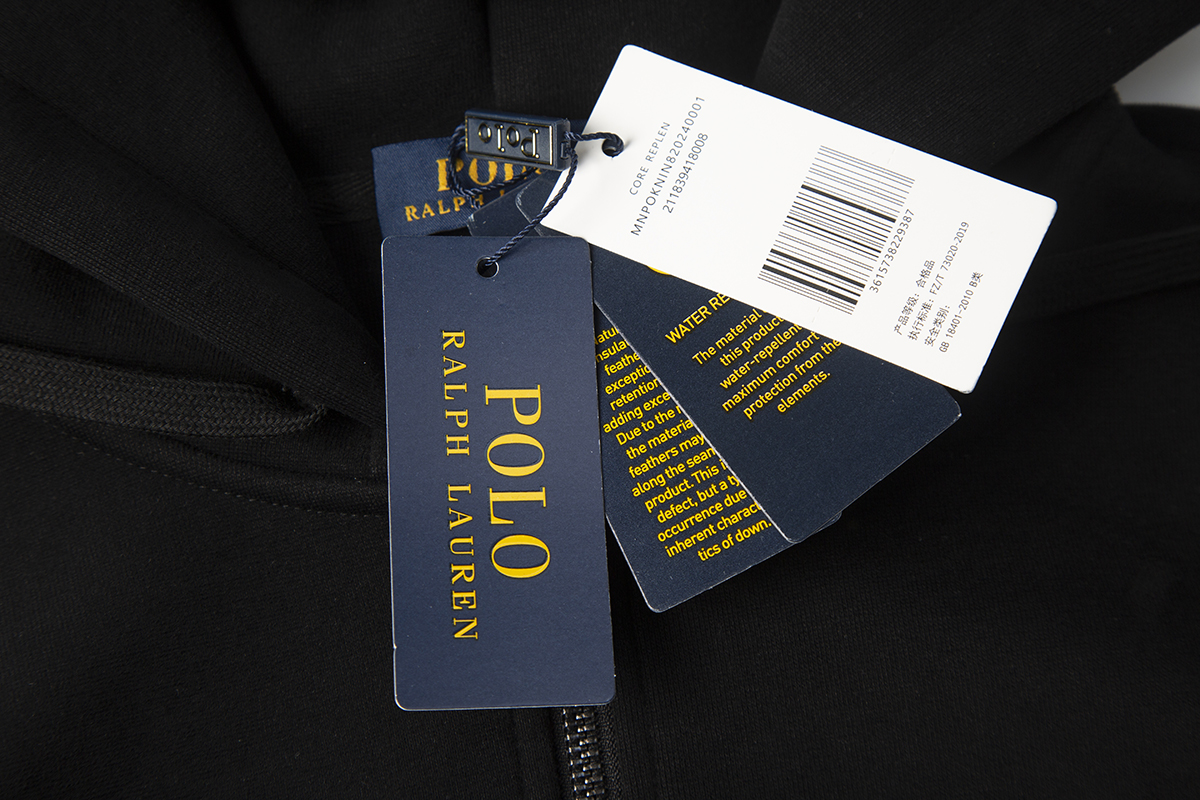 Polo
POLO
RALPH L
POLO
RALPH LAUREN
CORE REPLEN
MNPOKNIN820240001
211839418008
3615738229387
产品等级: 合格品
执行标准: FZ/T 73020-2019
安全类别:
GB 18401-2010 B类
WATER RE
The material
this product
water-repellent
maximum comfort
protection from the
elements.
feathe
exceptio
retention
adding exce
Due to the
the materia
feathers may
along the seam
product. This
defect, but a ty
occurrence due
inherent charac
tics of down.